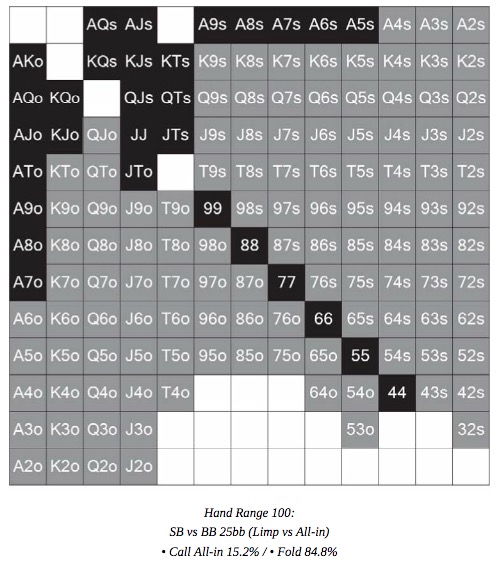 AQs AJs A9s A8s A7s A6s A5s A4s A3s A2s
AKo KQs KJs KTs K9s K8s K7s K6s K5s K4s K3s K2s
AQo KQo QJs QTs Q9s Q8s Q7s Q6s Q5s Q4s Q3s Q2s
AJo KJo QJo JJ JTs J9s J8s J7s J6s J5s J4s J3s J2s
ATo KTo QTo JTo T9s T8s T7s T6s T5s T4s T3s T2s
A9o K9o Q9o J9o T9o 99 98s 97s 96s 95s 94s 93s 92s
A8o K8o Q8o J8o T8o 98o 88 87s 86s 85s 84s 83s 82s
A7o K7o Q7o J7o T7o 97o 87o 77 76s 75s 74s 73s 72s
A6o K6o Q6o J6o T6o 96o 86o 76o 66 65s 64s 63s 62s
A5o K5o Q5o J5o T5o 95o 85o 75o 65o 55 54s 53s 52s
A4o K4o Q4o J4o T4o 64o 54o 44 43s 42s
A3o K3o Q3o J3o 53o 32s
A2o K2o Q2o J2o
Hand Range 100:
SB vs BB 25bb (Limp vs All-in)
• Call All-in 15.2% / • Fold 84.8%